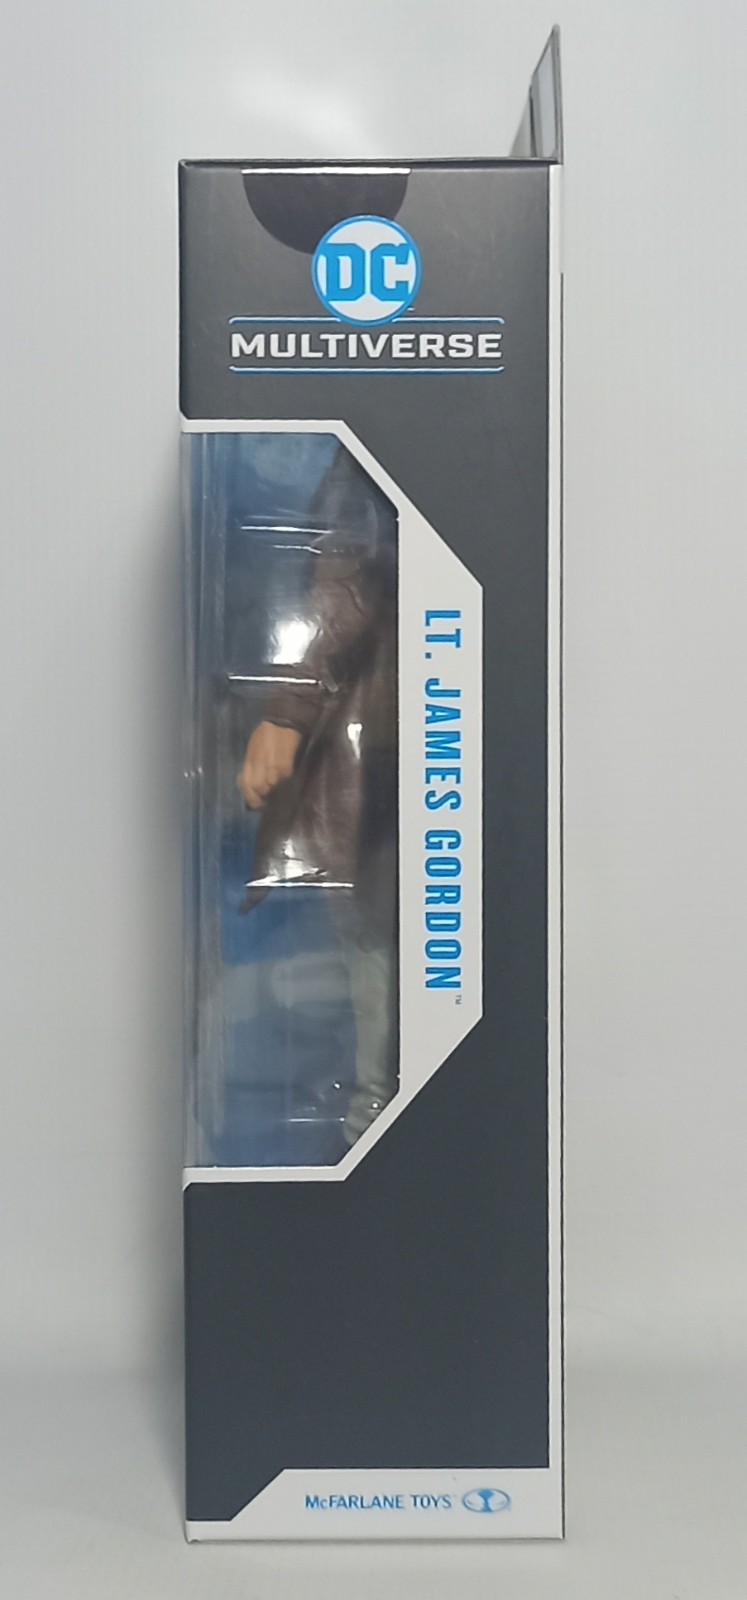 DC
MULTIVERSE
LT. JAMES GORDON™
McFARLANE TOYS